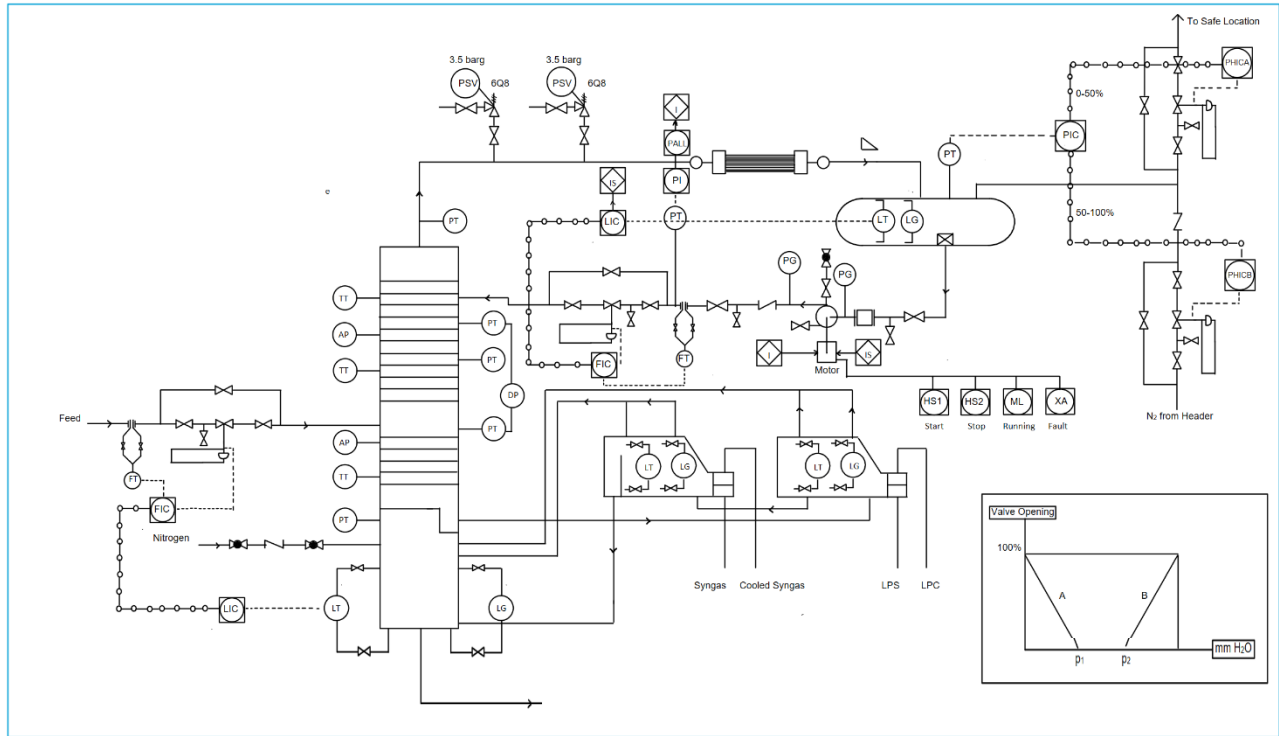 To Safe Location
3.5 barg
3.5 barg
PSV
6Q8
PSV
6Q8
PHICA
0-50%
I
PALL
PI
PIC
PT
IS
LIC
PT
LT
LG
50-100%
PT
e
PHICB
PG
PG
TT
PT
AP
PT
TT
FIC
FT
I
IS
Motor
DP
HS1
HS2
ML
XA
Start
Stop
Running
Fault
N2 from Header
Feed
PT
AP
LT
LG
LT
LG
TT
FT
FIC
PT
Nitrogen
Syngas
Cooled Syngas
LPS
LPC
LIC
LT
LG
Valve Opening
100%
A
B
p1
p2
mm H2O